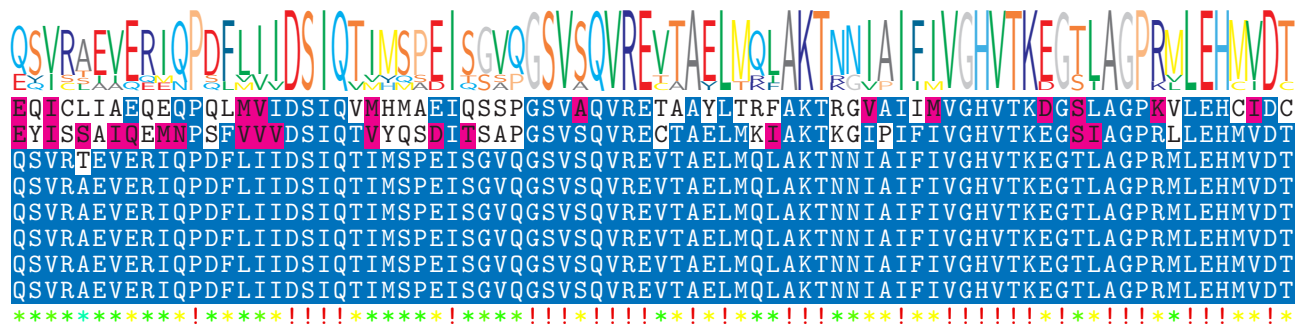 QSVRAEVERIQPDFLIIDSIQTIMSPEISGVQGSVSQVREVTAELMQLAKTNNIAIFIVGHVTKEGTLAGPRMLEHMVDT
EQICLIAEQEQPQLMVIDSIQVMHMAEIQSSPGSVAQVRETAAYLTRFAKTRGVAIIMVGHVTKDGSLAGPKVLEHCIDC
EYISSAIQEMNPSFVVVDSIQTVYQSDITSAPGSVSQVRECTAELMKIAKTKGIPIFIVGHVTKEGSIAGPRLLEHMVDT
QSVRTEVERIQPDFLIIDSIQTIMSPEISGVQGSVSQVREVTAELMQLAKTNNIAIFIVGHVTKEGTLAGPRMLEHMVDT
QSVRAEVERIQPDFLIIDSIQTIMSPEISGVQGSVSQVREVTAELMQLAKTNNIAIFIVGHVTKEGTLAGPRMLEHMVDT
QSVRAEVERIQPDFLIIDSIQTIMSPEISGVQGSVSQVREVTAELMQLAKTNNIAIFIVGHVTKEGTLAGPRMLEHMVDT
QSVRAEVERIQPDFLIIDSIQTIMSPEISGVQGSVSQVREVTAELMQLAKTNNIAIFIVGHVTKEGTLAGPRMLEHMVDT
QSVRAEVERIQPDFLIIDSIQTIMSPEISGVQGSVSQVREVTAELMQLAKTNNIAIFIVGHVTKEGTLAGPRMLEHMVDT
QSVRAEVERIQPDFLIIDSIQTIMSPEISGVQGSVSQVREVTAELMQLAKTNNIAIFIVGHVTKEGTLAGPRMLEHMVDT
***********!*****!!!!******!****!!!*!!!!**!*!***!!!****!**!!!!!!*!**!!!**!!!**!*